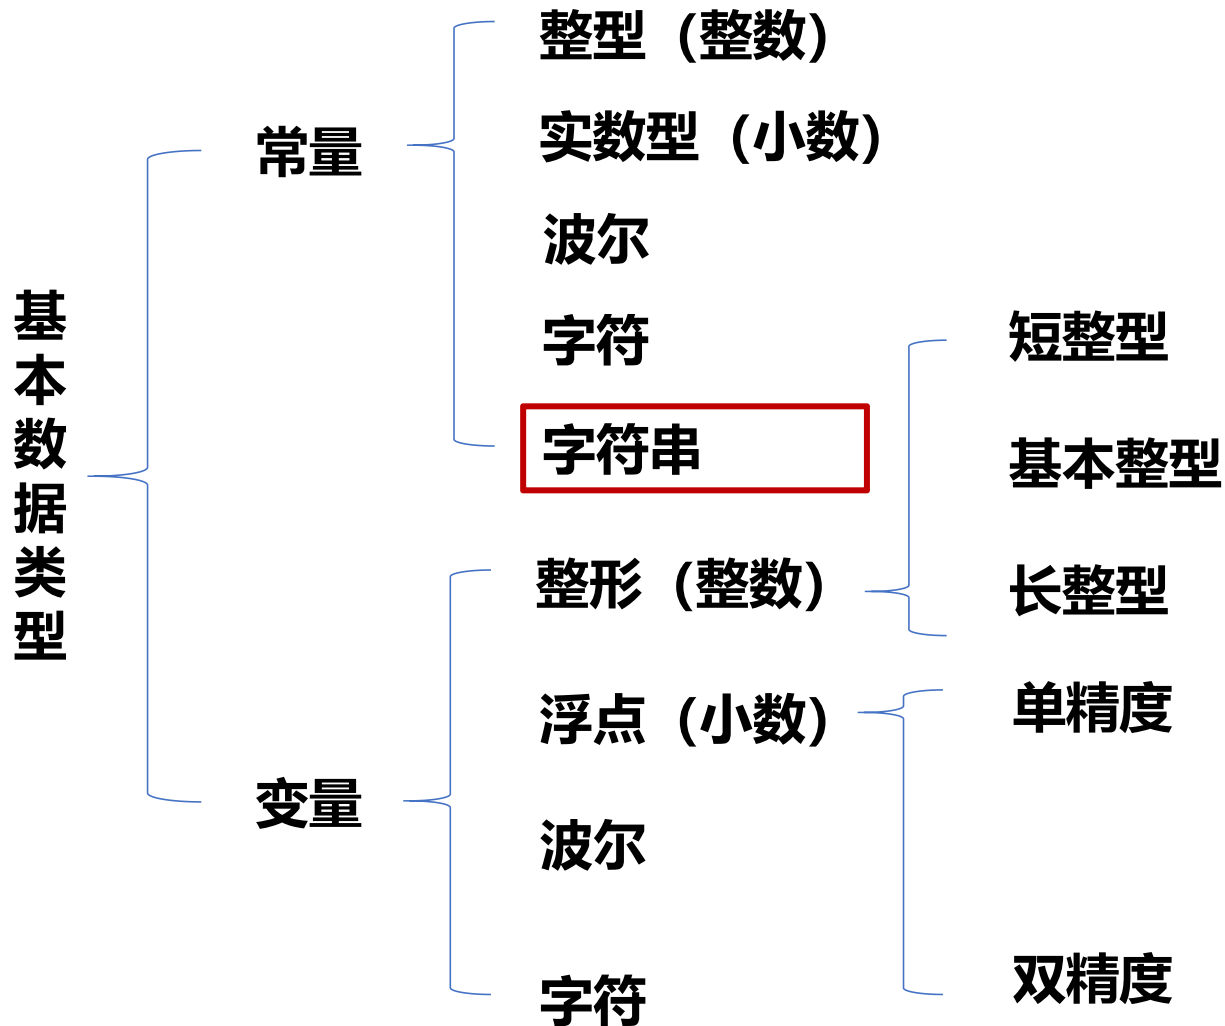 基本数据类型
常量
整型（整数）
实数型（小数）
波尔
字符
字符串
变量
整形（整数）
短整型
基本整型
长整型
浮点（小数）
单精度
双精度
波尔
字符